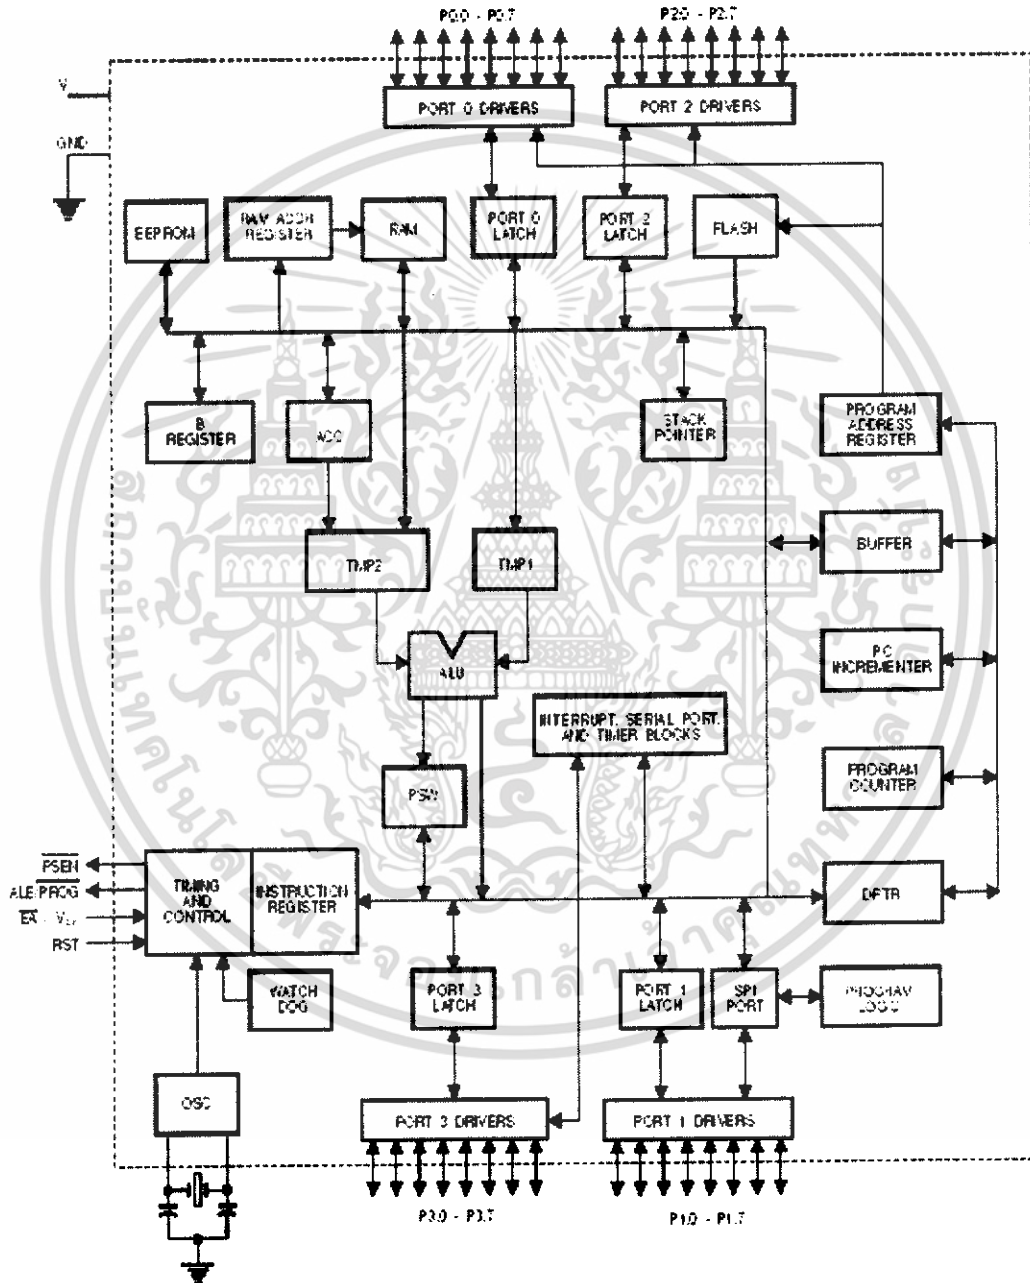 P0.0 - P0.7
P2.0 - P2.7
PORT 0 DRIVERS
PORT 2 DRIVERS
GND
EEPROM
RAM ADDR
REGISTER
RAM
PORT 0
LATCH
PORT 2
LATCH
FLASH
B
REGISTER
ACC
STACK
POINTER
PROGRAM
ADDRESS
REGISTER
TMP2
TMP1
BUFFER
ALU
PC
INCREMENTER
INTERRUPT, SERIAL PORT,
AND TIMER BLOCKS
PSW
PROGRAM
COUNTER
PSEN
ALE/PROG
EA
RST
TIMING
AND
CONTROL
INSTRUCTION
REGISTER
DPTR
WATCH
DOG
PORT 3
LATCH
PORT 1
LATCH
SPI
PORT
PROGRAM
LOGIC
OSC
PORT 3 DRIVERS
PORT 1 DRIVERS
P3.0 - P3.7
P1.0 - P1.7